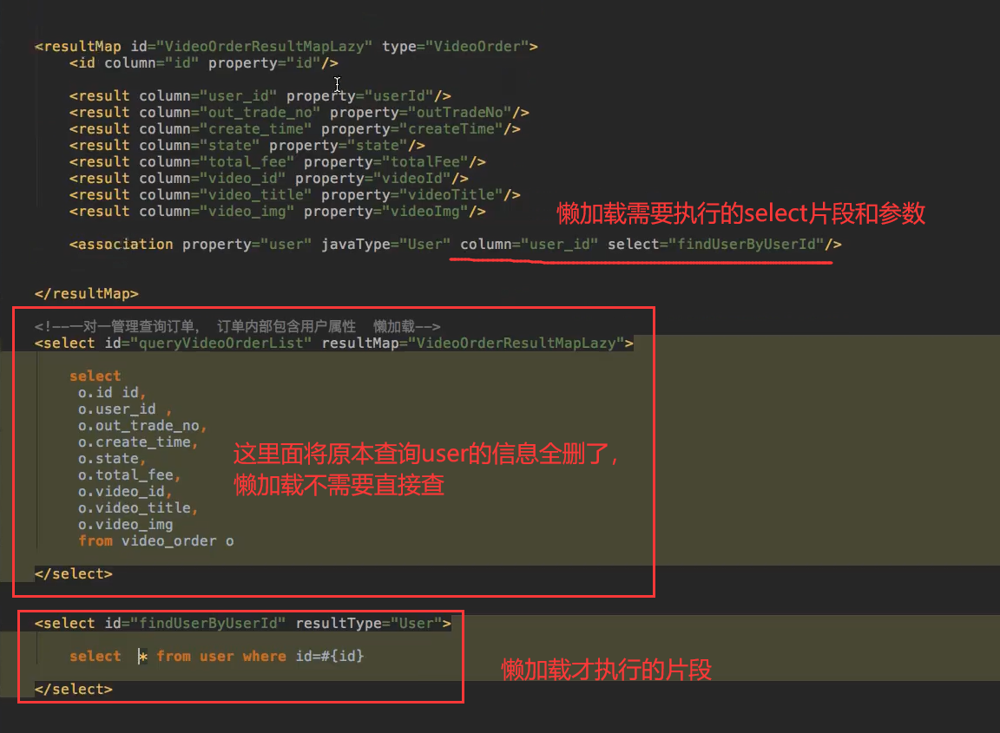 <resultMap id="VideoOrderResultMapLazy" type="VideoOrder">
<id column="id" property="id"/>
<result column="user_id" property="userId"/>
<result column="out_trade_no" property="outTradeNo"/>
<result column="create_time" property="createTime"/>
<result column="state" property="state"/>
<result column="total_fee" property="totalFee"/>
<result column="video_id" property="videoId"/>
<result column="video_title" property="videoTitle"/>
<result column="video_img" property="videoImg"/>
懒加载需要执行的select片段和参数
<association property="user" javaType="User" column="user_id" select="findUserByUserId"/>
</resultMap>
<!--一对一管理查询订单， 订单内部包含用户属性  懒加载-->
<select id="queryVideoOrderList" resultMap="VideoOrderResultMapLazy">
select
o.id id,
o.user_id ,
o.out_trade_no,
o.create_time,
o.state,
o.total_fee,
o.video_id,
o.video_title,
o.video_img
from video_order o
这里面将原本查询user的信息全删了，
懒加载不需要直接查
</select>
<select id="findUserByUserId" resultType="User">
select  * from user where id=#{id}
懒加载才执行的片段
</select>